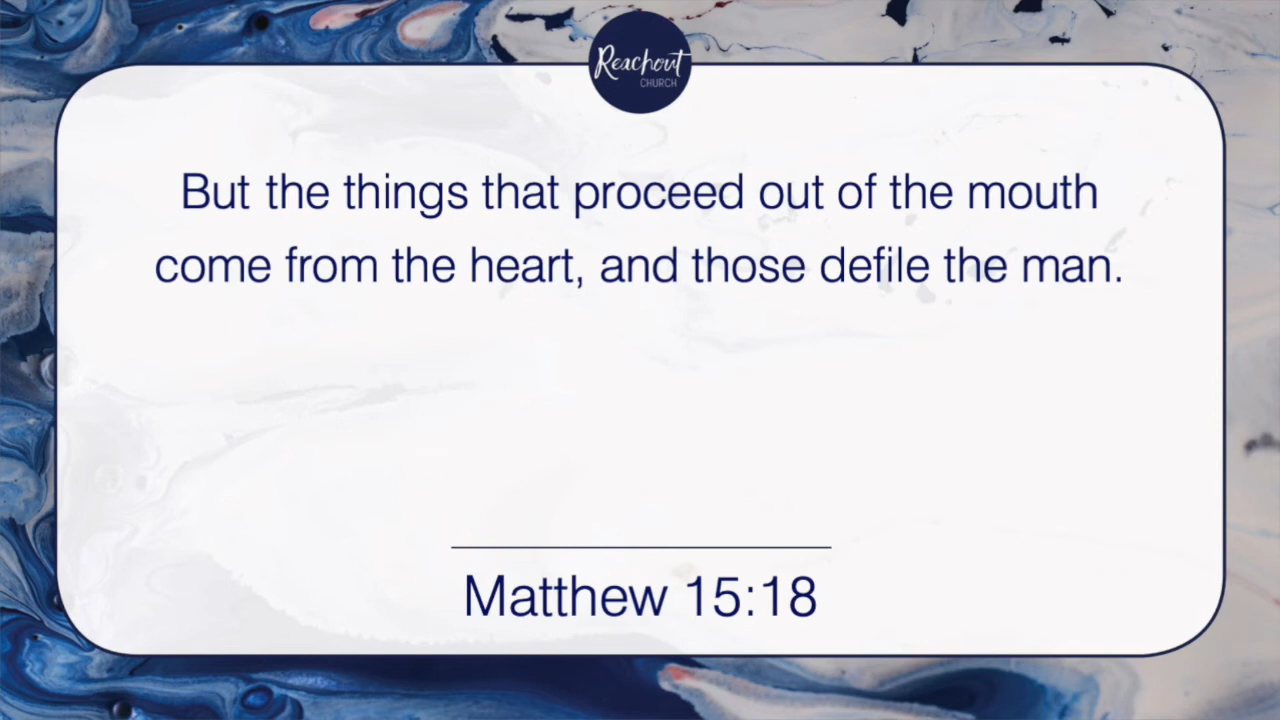 Reachout
CHURCH
But the things that proceed out of the mouth
come from the heart, and those defile the man.
Matthew 15:18